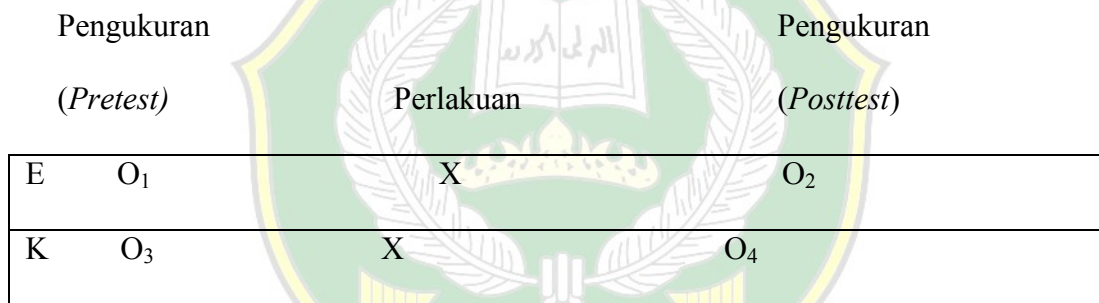 Pengukuran Pengukuran
(Pretest) Perlakuan (Posttest)
E O₁ X O₂
K O₃ X O₄